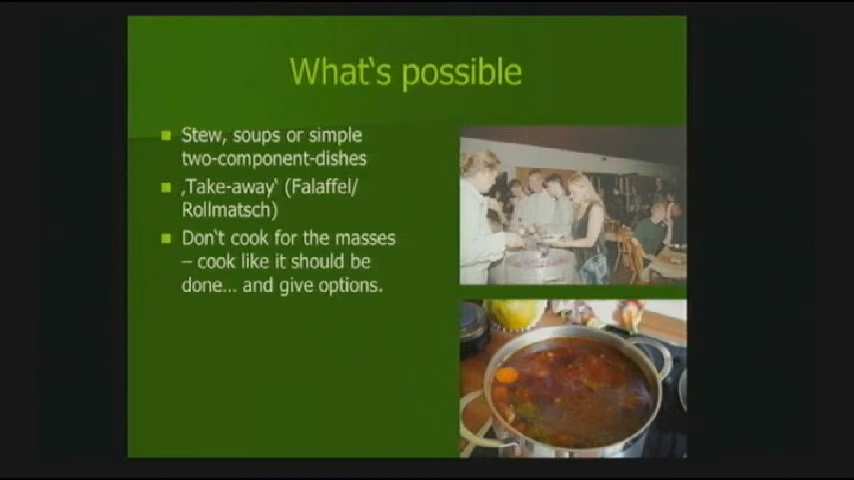 What‘s possible
Stew, soups or simple
two-component-dishes
‚Take-away‘ (Falaffel/
Rollmatsch)
Don‘t cook for the masses
– cook like it should be
done... and give options.